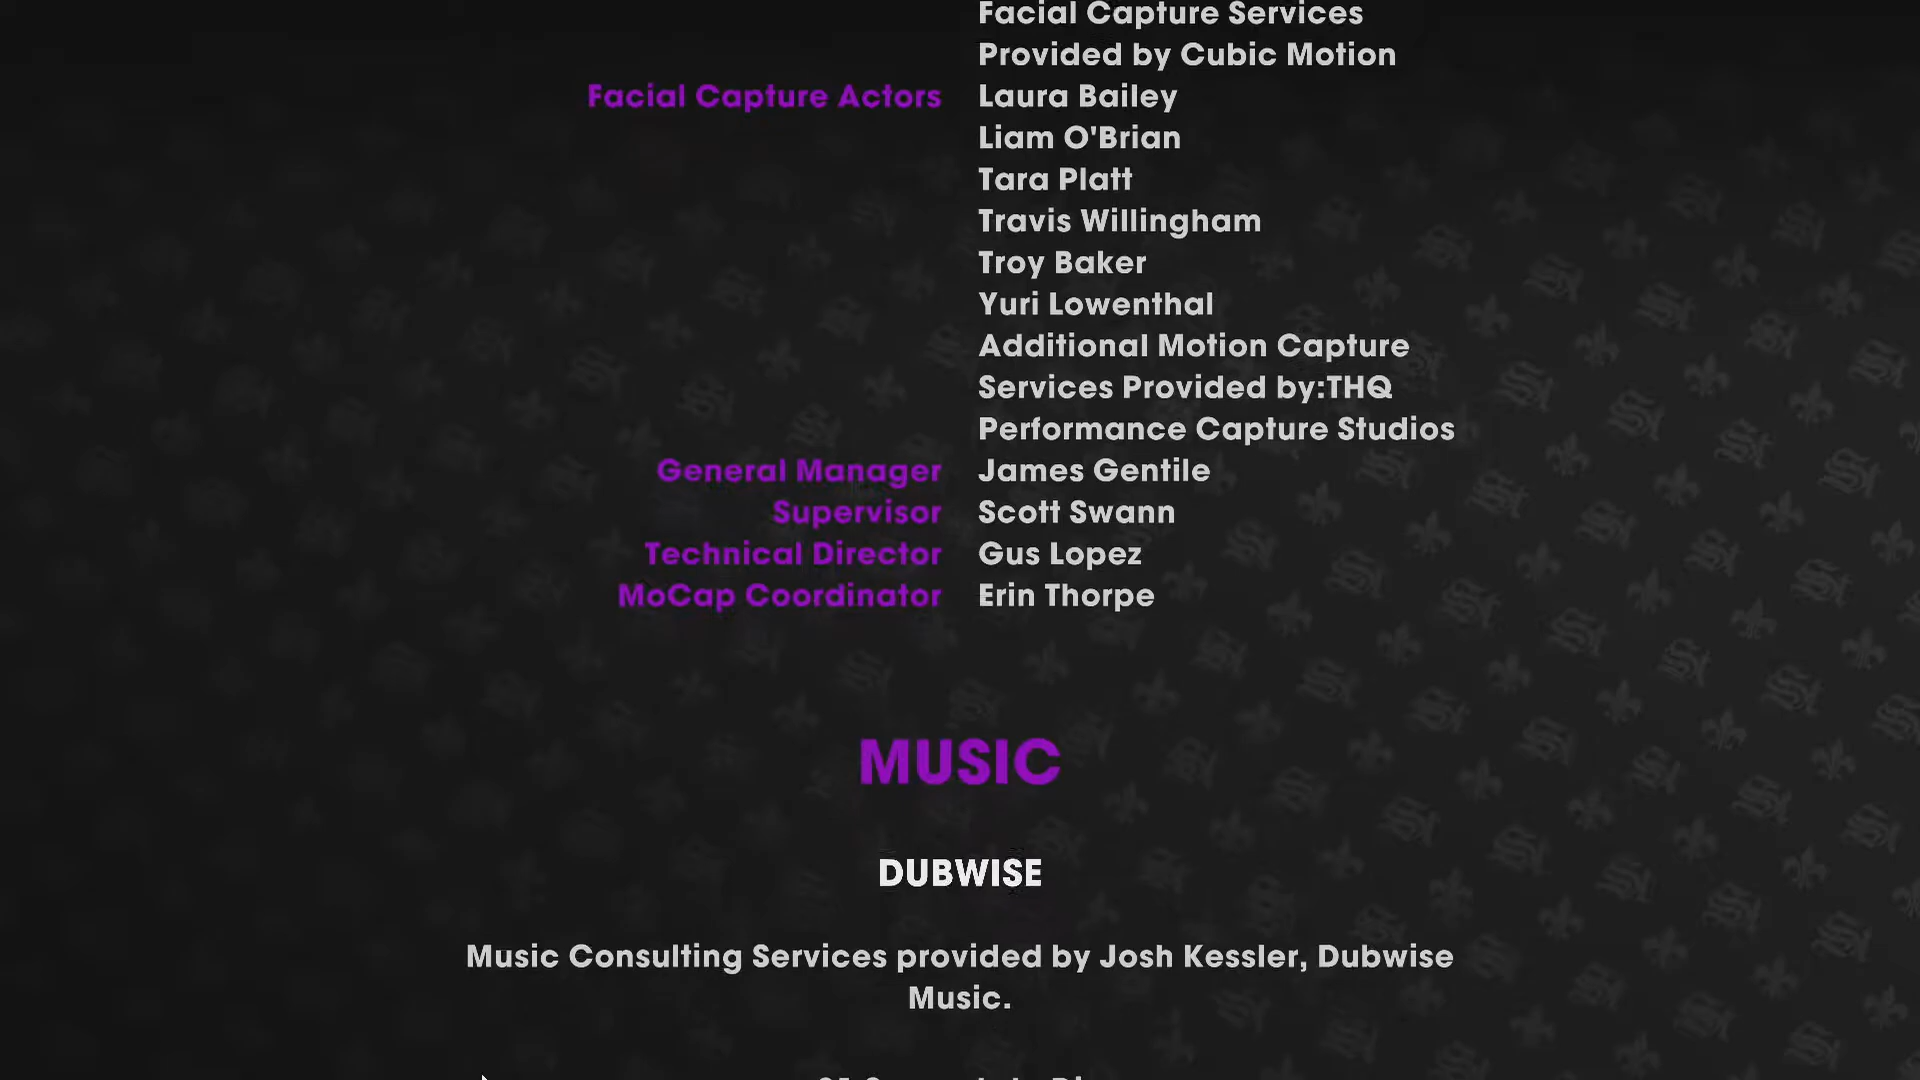 Facial Capture Services
Provided by Cubic Motion
Facial Capture Actors Laura Bailey
Liam O'Brian
Tara Platt
Travis Willingham
Troy Baker
Yuri Lowenthal
Additional Motion Capture
Services Provided by:THQ
Performance Capture Studios
General Manager James Gentile
Supervisor Scott Swann
Technical Director Gus Lopez
MoCap Coordinator Erin Thorpe
MUSIC
DUBWISE
Music Consulting Services provided by Josh Kessler, Dubwise
Music.